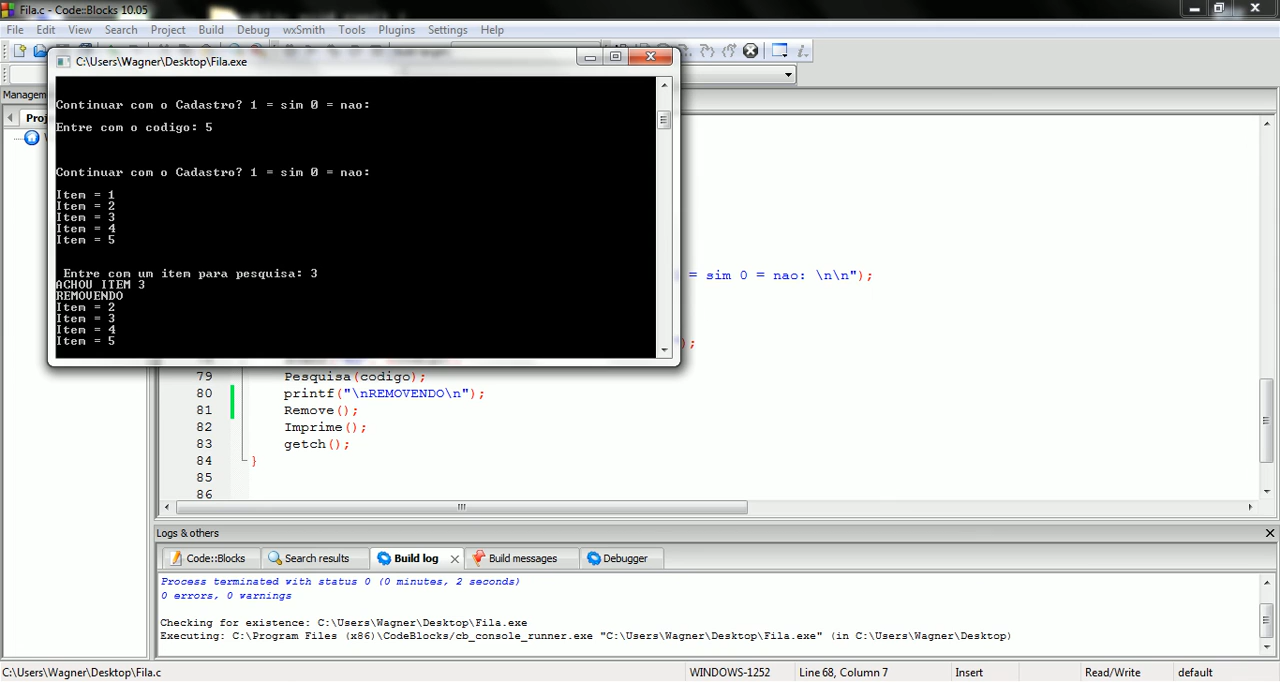 Fila.c - Code::Blocks 10.05
File Edit View Search Project Build Debug wxSmith Tools Plugins Settings Help
C:\Users\Wagner\Desktop\Fila.exe
Managem
Proj
Continuar com o Cadastro? 1 = sim 0 = nao:
Entre com o codigo: 5
Continuar com o Cadastro? 1 = sim 0 = nao:
Item = 1
Item = 2
Item = 3
Item = 4
Item = 5
Entre com um item para pesquisa: 3
ACHOU ITEM 3
REMOVENDO
Item = 2
Item = 3
Item = 4
Item = 5
= sim 0 = nao: \n\n");
);
79 Pesquisa(codigo);
80 printf("\nREMOVENDO\n");
81 Remove();
82 Imprime();
83 getch();
84 }
85
86
Logs & others
Code::Blocks Search results Build log Build messages Debugger
Process terminated with status 0 (0 minutes, 2 seconds)
0 errors, 0 warnings
Checking for existence: C:\Users\Wagner\Desktop\Fila.exe
Executing: C:\Program Files (x86)\CodeBlocks/cb_console_runner.exe "C:\Users\Wagner\Desktop\Fila.exe" (in C:\Users\Wagner\Desktop)
C:\Users\Wagner\Desktop\Fila.c WINDOWS-1252 Line 68, Column 7 Insert Read/Write default